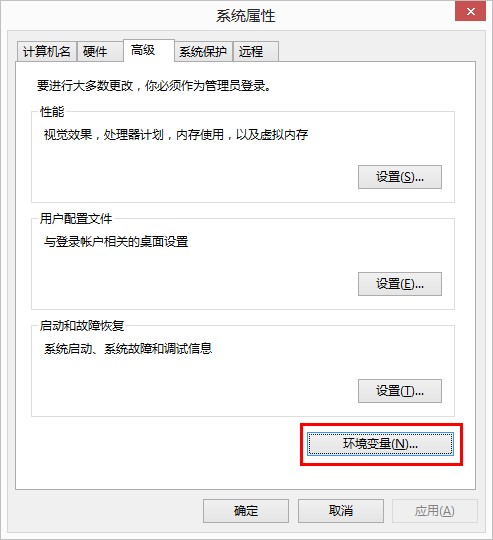 系统属性
计算机名 硬件 高级 系统保护 远程
要进行大多数更改，你必须作为管理员登录。
性能
视觉效果，处理器计划，内存使用，以及虚拟内存
设置(S)...
用户配置文件
与登录帐户相关的桌面设置
设置(E)...
启动和故障恢复
系统启动、系统故障和调试信息
设置(T)...
环境变量(N)...
确定 取消 应用(A)